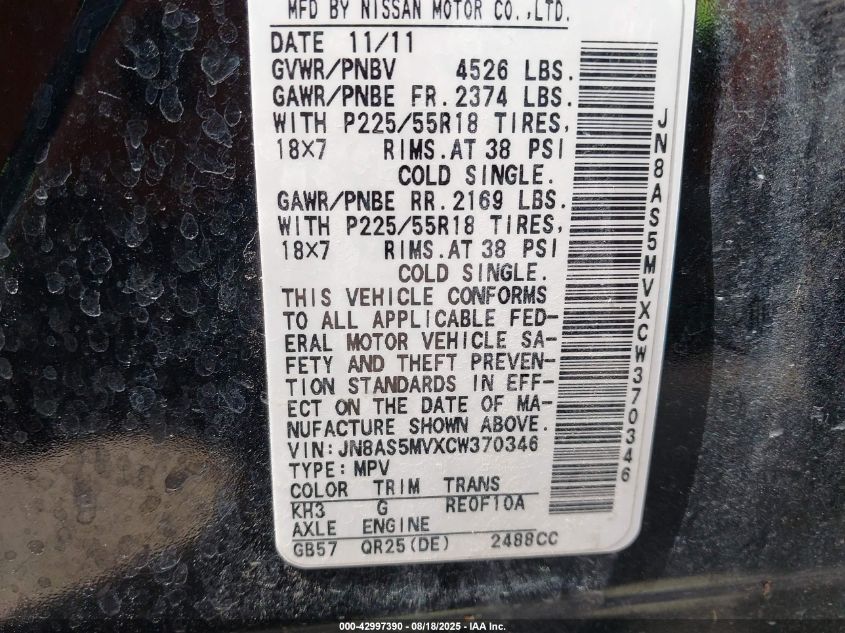 MFD BY NISSAN MOTOR CO.,LTD.
DATE 11/11
GVWR/PNBV 4526 LBS.
GAWR/PNBE FR.2374 LBS.
WITH P225/55R18 TIRES,
18X7 RIMS.AT 38 PSI
COLD SINGLE.
GAWR/PNBE RR.2169 LBS.
WITH P225/55R18 TIRES,
18X7 RIMS.AT 38 PSI
COLD SINGLE.
THIS VEHICLE CONFORMS
TO ALL APPLICABLE FED-
ERAL MOTOR VEHICLE SA-
FETY AND THEFT PREVEN-
TION STANDARDS IN EFF-
ECT ON THE DATE OF MA-
NUFACTURE SHOWN ABOVE.
VIN:JN8AS5MVXCW370346
TYPE:MPV
COLOR TRIM TRANS
KH3 G RE0F10A
AXLE ENGINE
GB57 QR25(DE) 2488CC
JN8AS5MVXCW370346
000-42997390 - 08/18/2025 - IAA Inc.